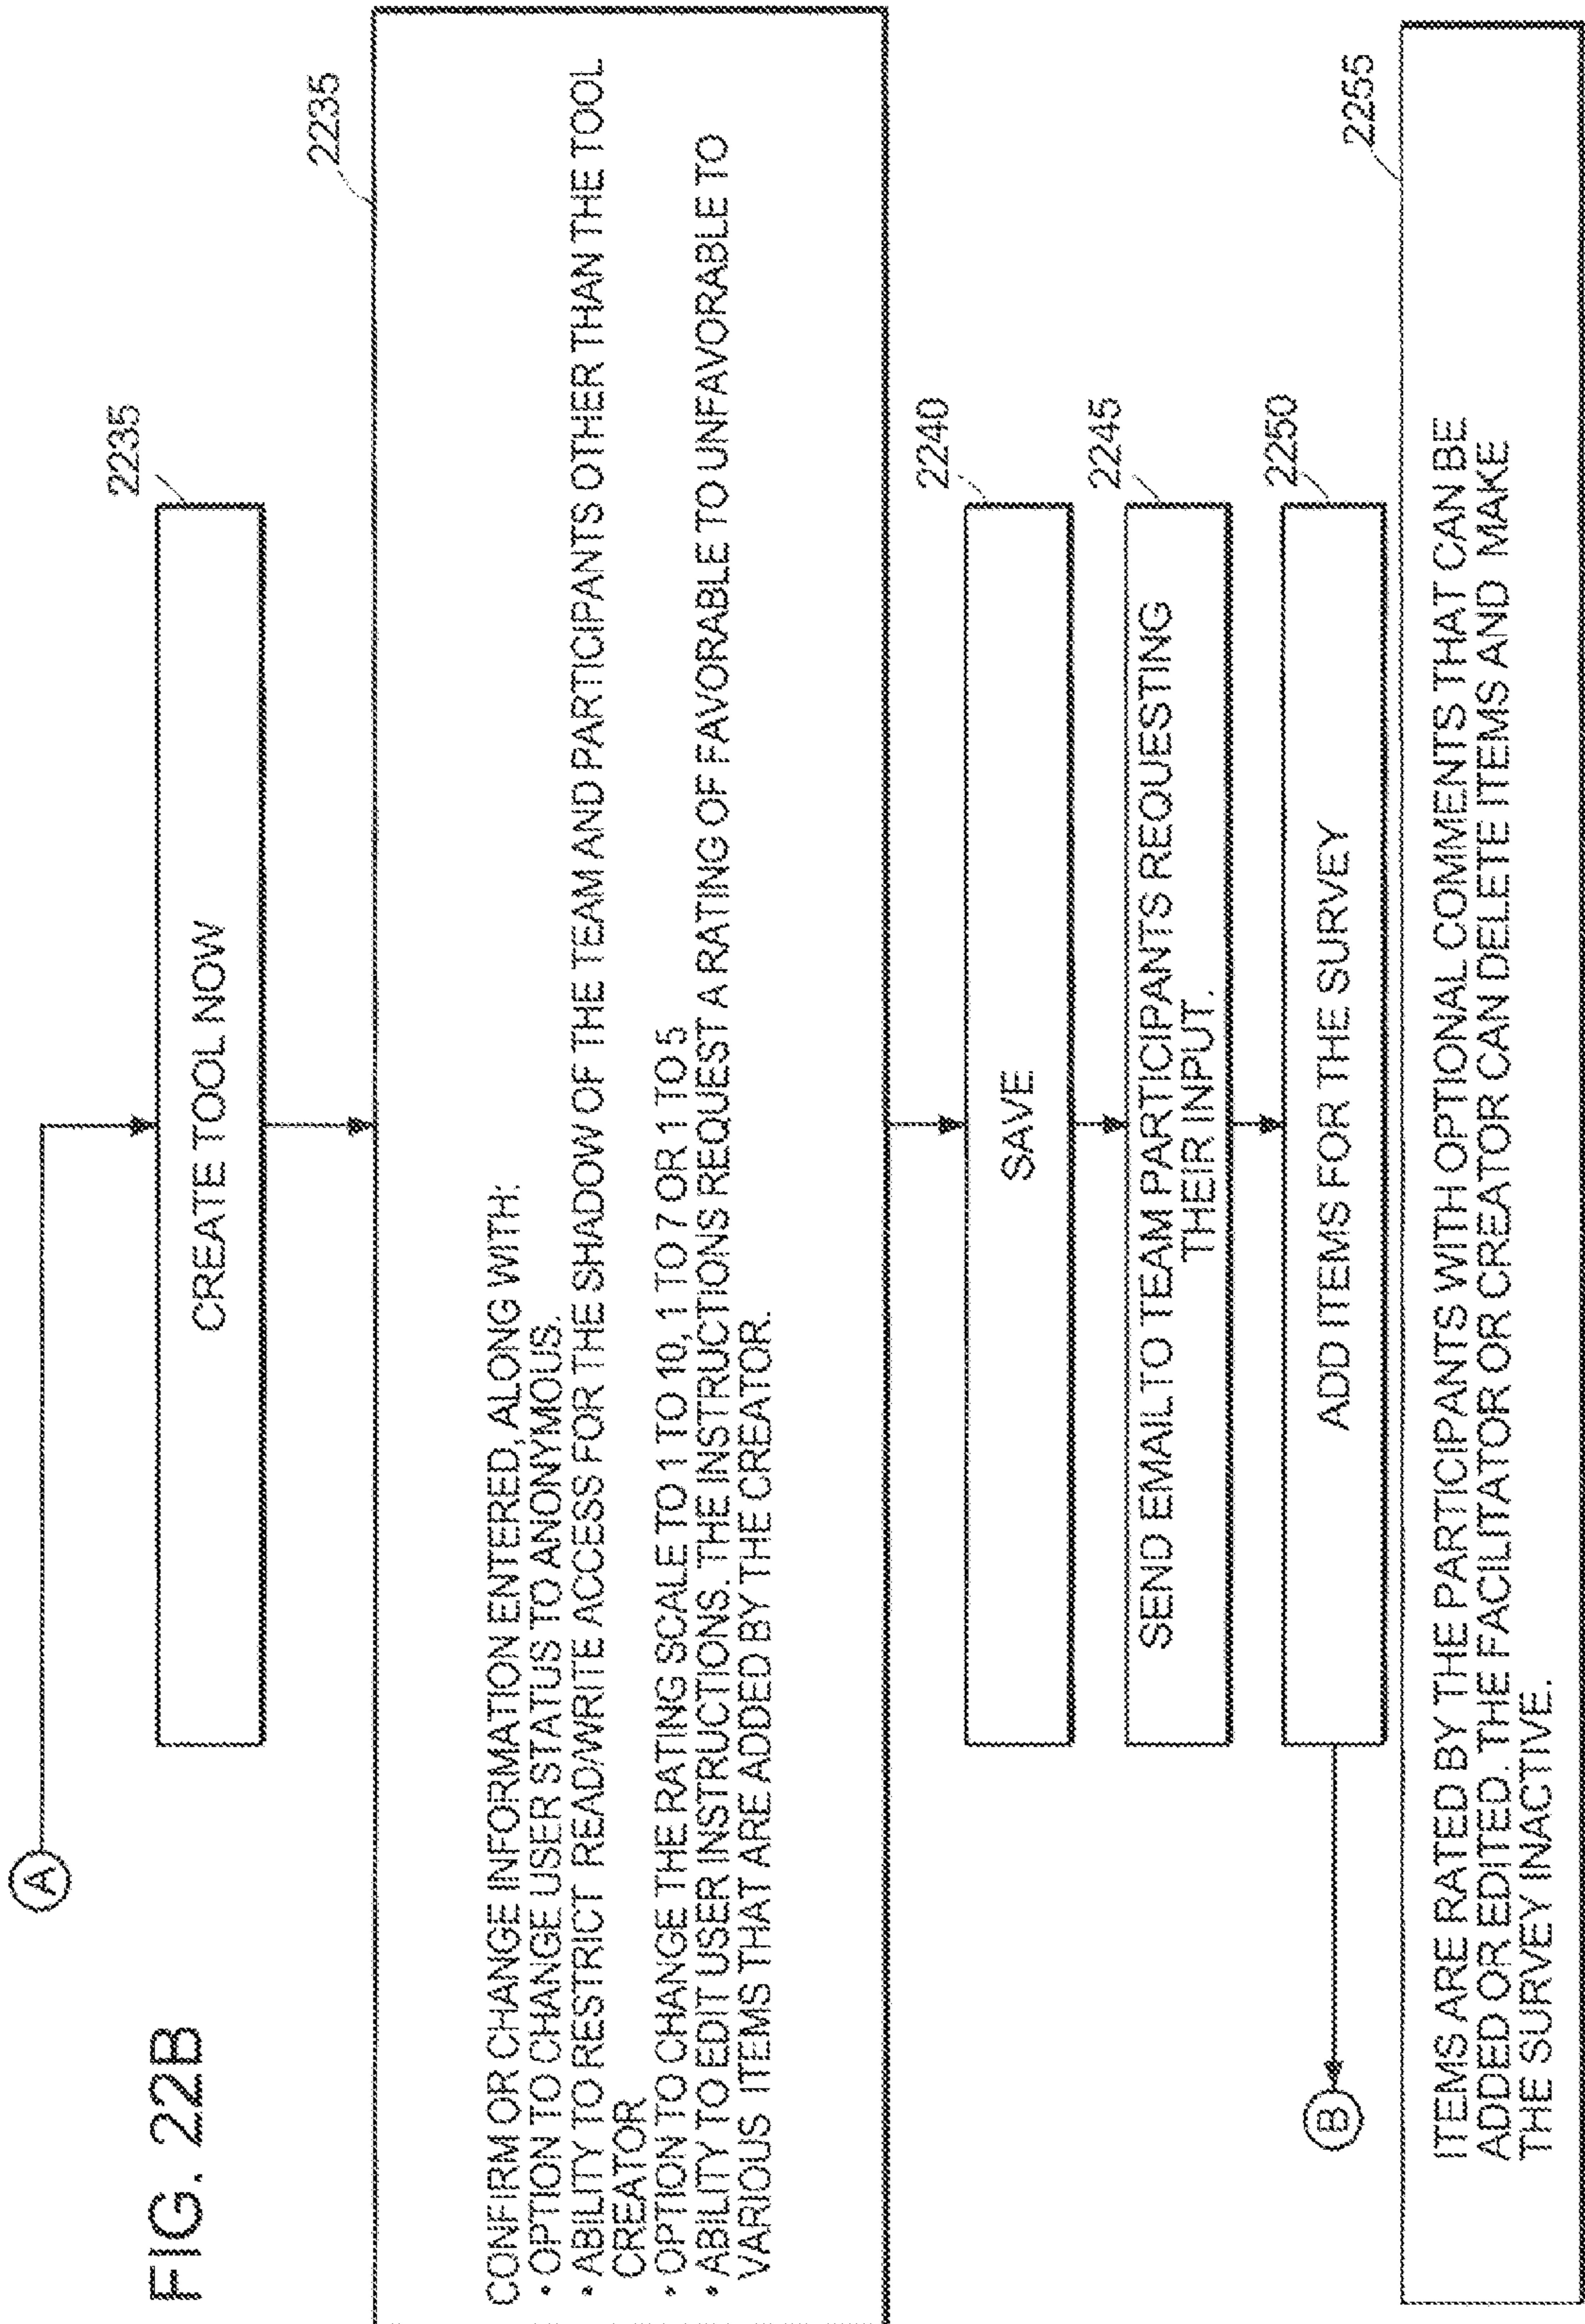 FIG. 22B
A
2235
CREATE TOOL NOW
2235
CONFIRM OR CHANGE INFORMATION ENTERED, ALONG WITH:
• OPTION TO CHANGE USER STATUS TO ANONYMOUS.
• ABILITY TO RESTRICT READ/WRITE ACCESS FOR THE SHADOW OF THE TEAM AND PARTICIPANTS OTHER THAN THE TOOL
CREATOR
• OPTION TO CHANGE THE RATING SCALE TO 1 TO 10, 1 TO 7 OR 1 TO 5
• ABILITY TO EDIT USER INSTRUCTIONS. THE INSTRUCTIONS REQUEST A RATING OF FAVORABLE TO UNFAVORABLE TO
VARIOUS ITEMS THAT ARE ADDED BY THE CREATOR.
2240
SAVE
2245
SEND EMAIL TO TEAM PARTICIPANTS REQUESTING
THEIR INPUT.
2250
ADD ITEMS FOR THE SURVEY
B
2255
ITEMS ARE RATED BY THE PARTICIPANTS WITH OPTIONAL COMMENTS THAT CAN BE
ADDED OR EDITED. THE FACILITATOR OR CREATOR CAN DELETE ITEMS AND MAKE
THE SURVEY INACTIVE.